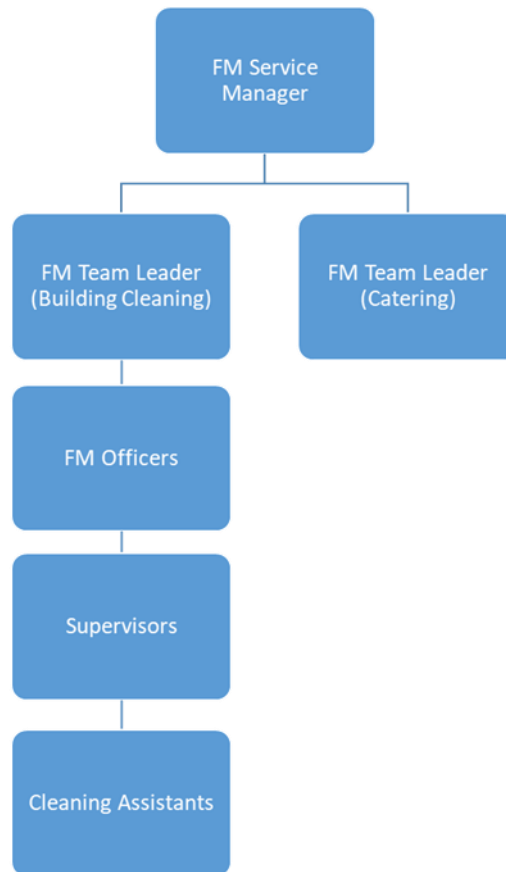 FM Service
Manager
FM Team Leader
(Building Cleaning)
FM Team Leader
(Catering)
FM Officers
Supervisors
Cleaning Assistants